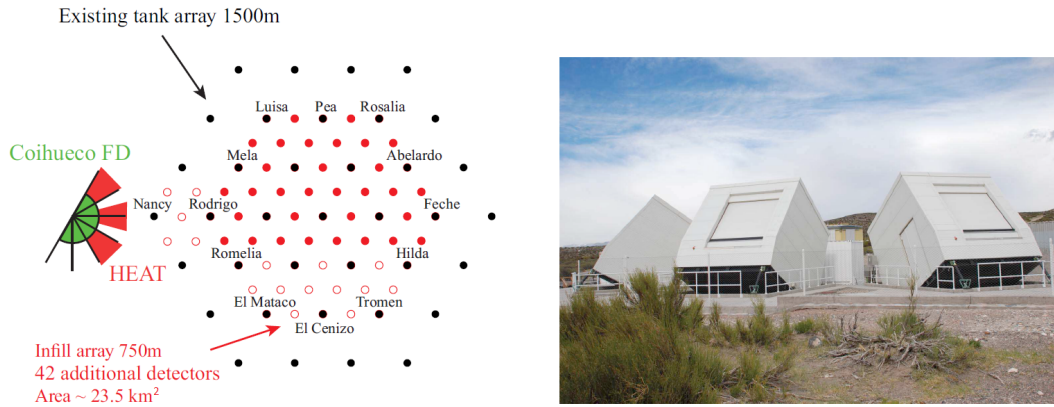 Existing tank array 1500m
Luisa Pea Rosalia
Coihueco FD
Mela Abelardo
Nancy Rodrigo Feche
Romelia Hilda
HEAT
El Mataco Tromen
El Cenizo
Infill array 750m
42 additional detectors
Area ~ 23.5 km²